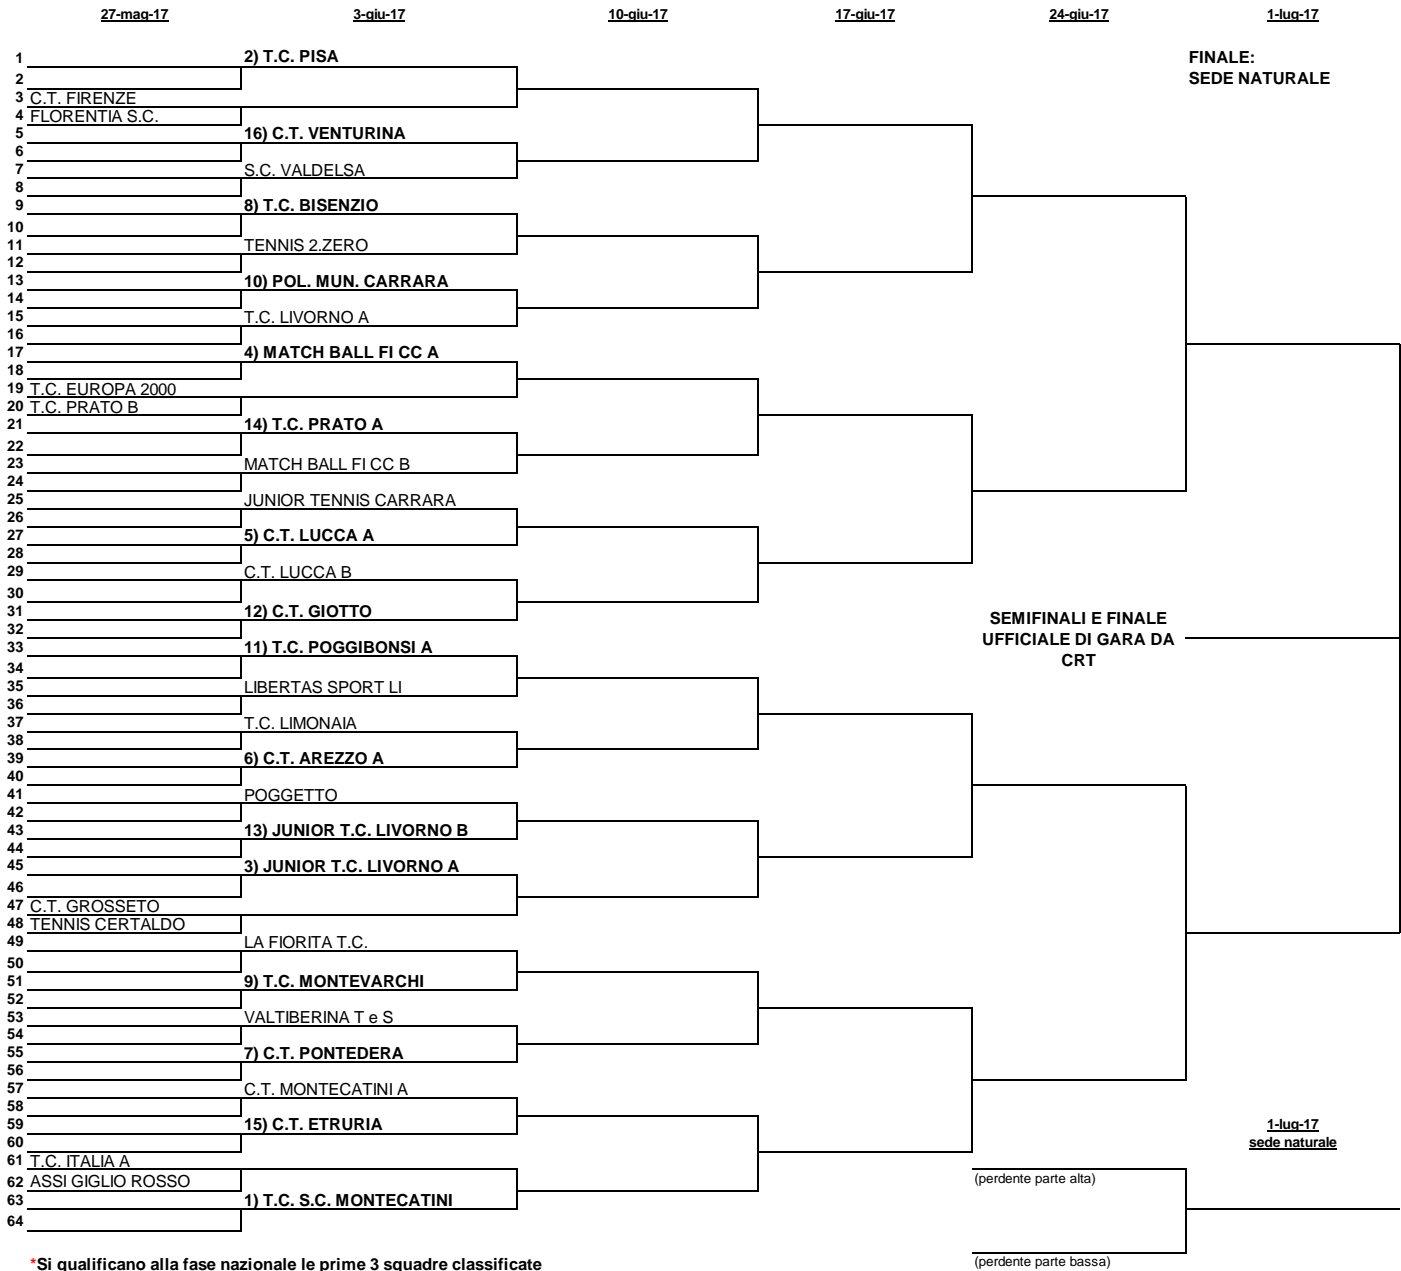 27-mag-17 3-giu-17 10-giu-17 17-giu-17 24-giu-17 1-lug-17
1 2) T.C. PISA FINALE:
2 SEDE NATURALE
3 C.T. FIRENZE
4 FLORENTIA S.C.
5 16) C.T. VENTURINA
6
7 S.C. VALDELSA
8
9 8) T.C. BISENZIO
10
11 TENNIS 2.ZERO
12
13 10) POL. MUN. CARRARA
14
15 T.C. LIVORNO A
16
17 4) MATCH BALL FI CC A
18
19 T.C. EUROPA 2000
20 T.C. PRATO B
21 14) T.C. PRATO A
22
23 MATCH BALL FI CC B
24
25 JUNIOR TENNIS CARRARA
26
27 5) C.T. LUCCA A
28
29 C.T. LUCCA B
30
31 12) C.T. GIOTTO SEMIFINALI E FINALE
32 UFFICIALE DI GARA DA
33 11) T.C. POGGIBONSI A CRT
34
35 LIBERTAS SPORT LI
36
37 T.C. LIMONAIA
38
39 6) C.T. AREZZO A
40
41 POGGETTO
42
43 13) JUNIOR T.C. LIVORNO B
44
45 3) JUNIOR T.C. LIVORNO A
46
47 C.T. GROSSETO
48 TENNIS CERTALDO
49 LA FIORITA T.C.
50
51 9) T.C. MONTEVARCHI
52
53 VALTIBERINA T e S
54
55 7) C.T. PONTEDERA
56
57 C.T. MONTECATINI A
58
59 15) C.T. ETRURIA 1-lug-17
60 sede naturale
61 T.C. ITALIA A
62 ASSI GIGLIO ROSSO (perdente parte alta)
63 1) T.C. S.C. MONTECATINI
64
*Si qualificano alla fase nazionale le prime 3 squadre classificate (perdente parte bassa)